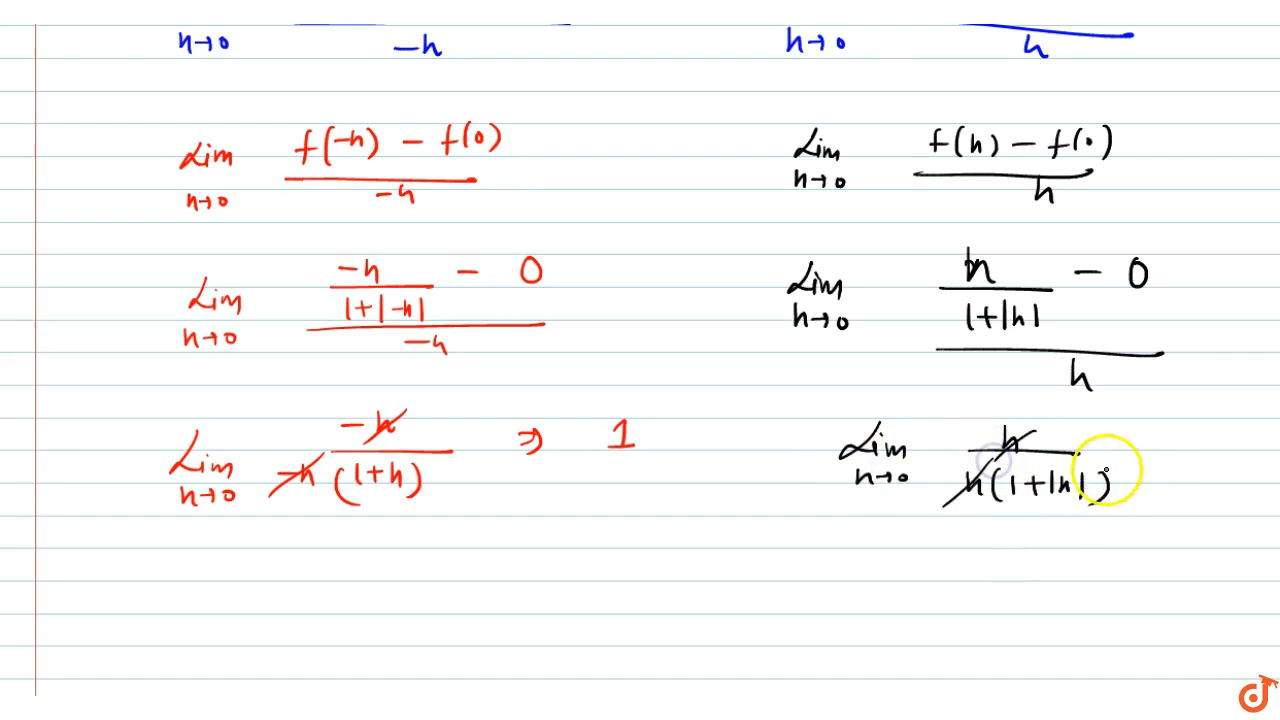 h→0 -h h→0 h
Lim h→0 f(-h) - f(0) / -h
Lim h→0 f(h) - f(0) / h
Lim h→0 -h / 1+|-h| - 0 / -h
Lim h→0 h / 1+|h| - 0 / h
Lim h→0 -h / -h (1+h) ⇒ 1
Lim h→0 h / h(1+|h|)